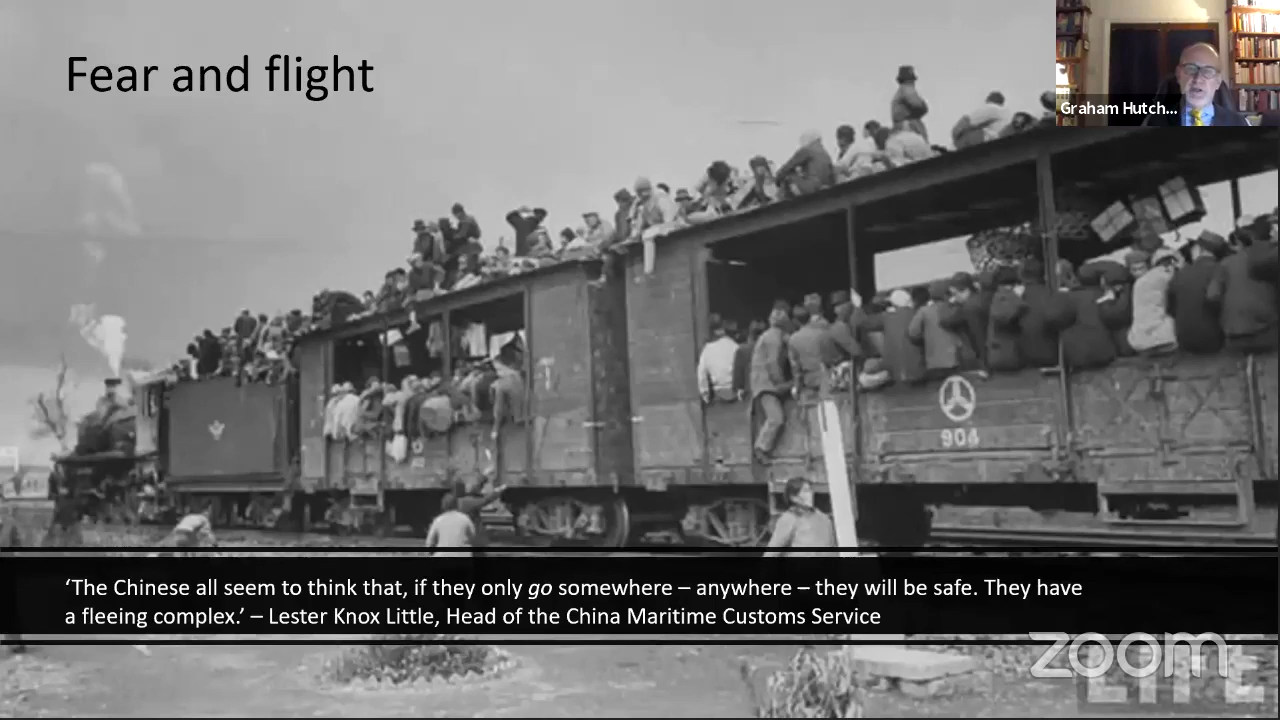 Fear and flight
Graham Hutch...
904
‘The Chinese all seem to think that, if they only go somewhere – anywhere – they will be safe. They have
a fleeing complex.’ – Lester Knox Little, Head of the China Maritime Customs Service
zoom
LIFE